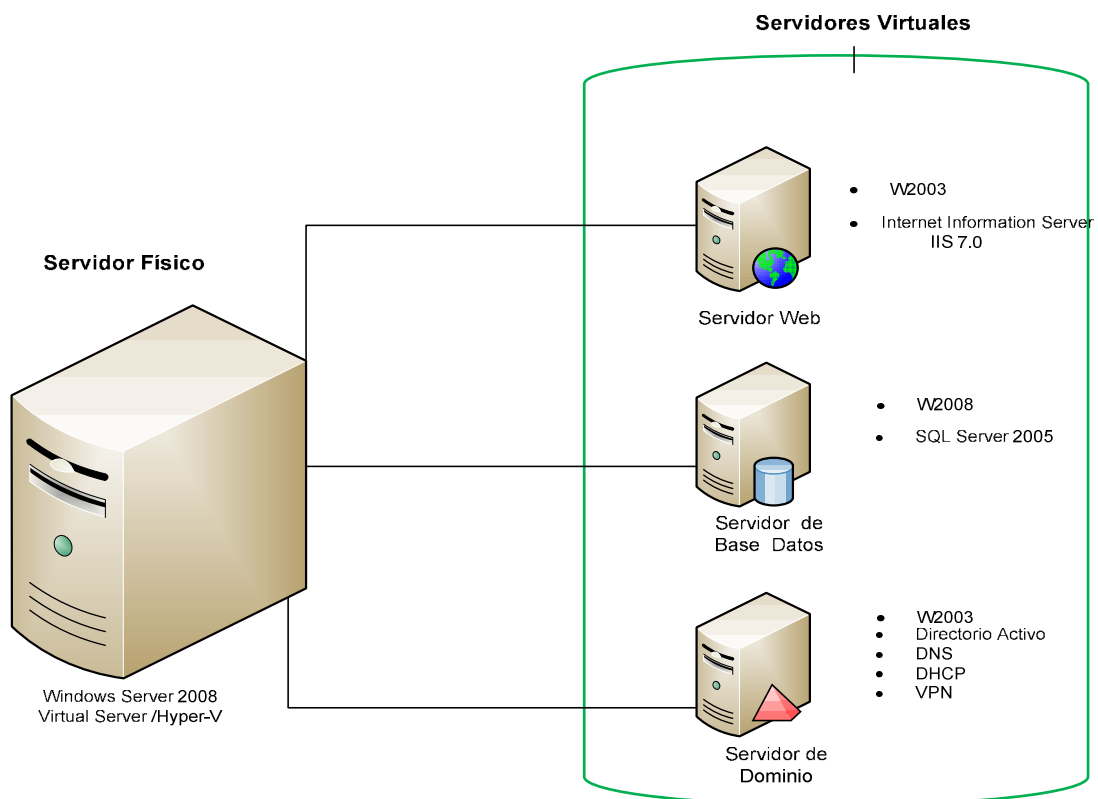 Servidores Virtuales
• W2003
• Internet Information Server
IIS 7.0
Servidor Web
Servidor Físico
Windows Server 2008
Virtual Server /Hyper-V
• W2008
• SQL Server 2005
Servidor de
Base Datos
• W2003
• Directorio Activo
• DNS
• DHCP
• VPN
Servidor de
Dominio